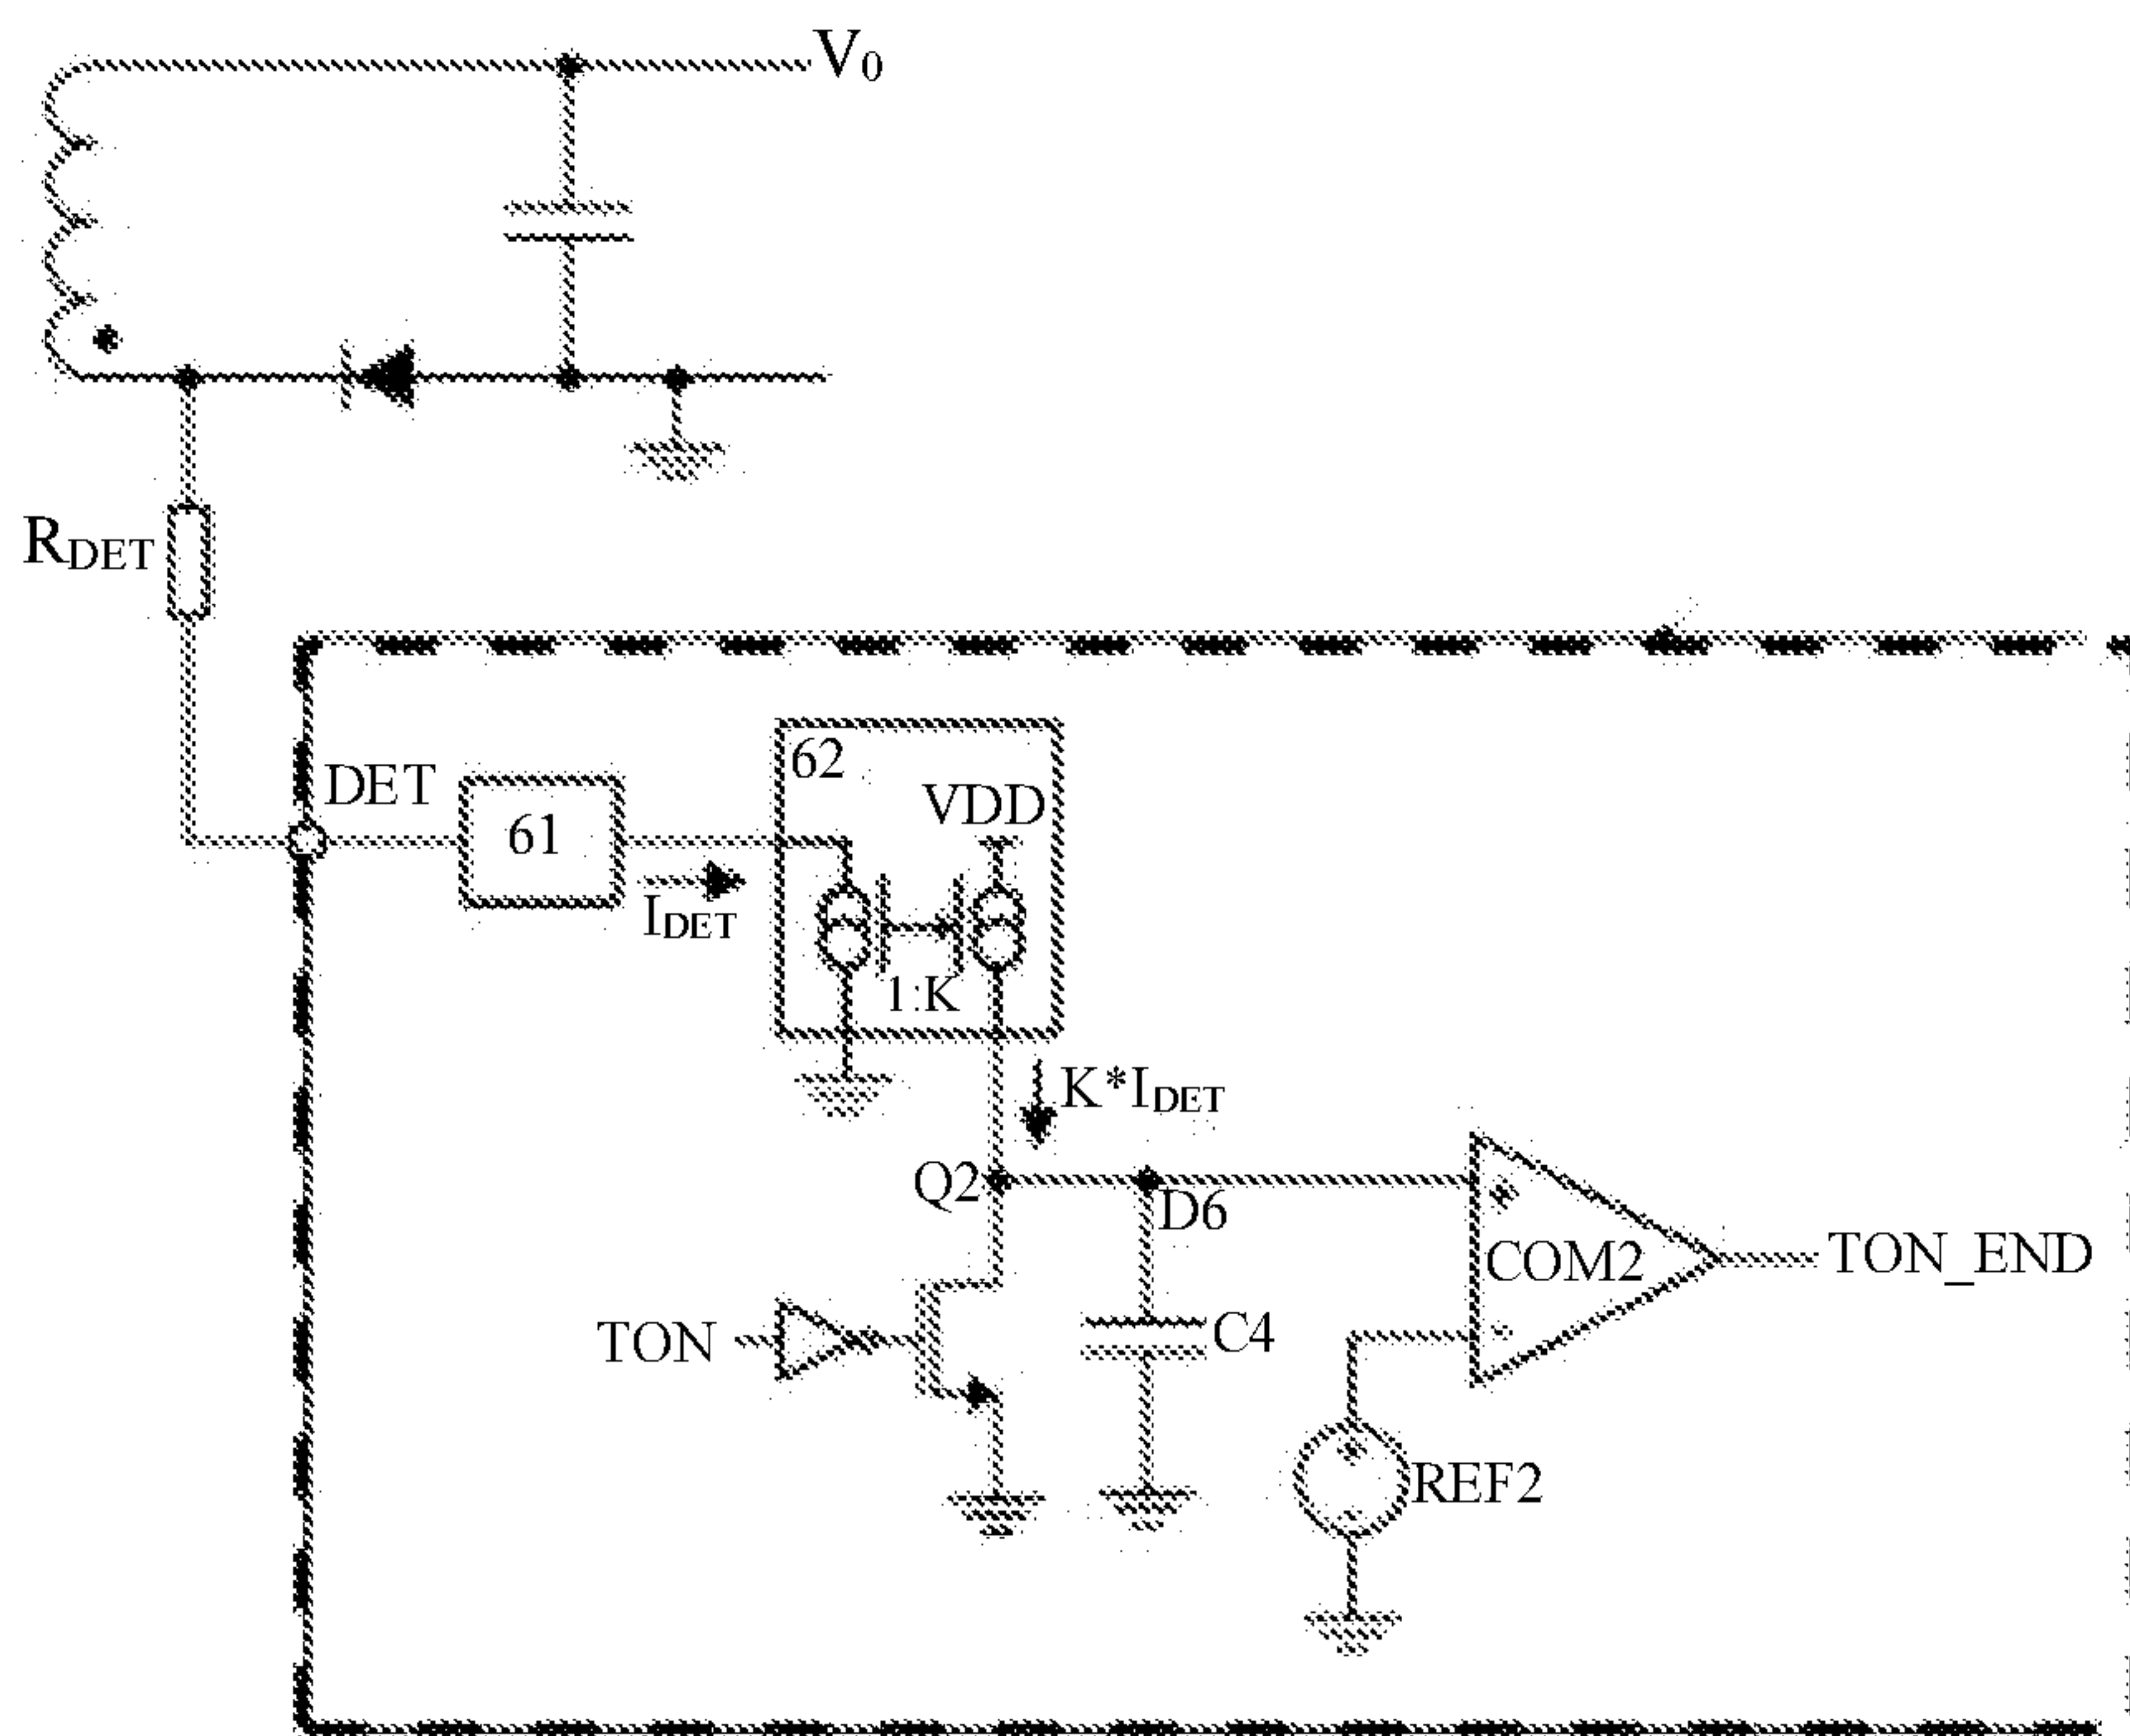 V0
RDET
DET
61
IDET
62
VDD
1:K
K*IDET
Q2
D6
COM2
TON_END
TON
C4
REF2